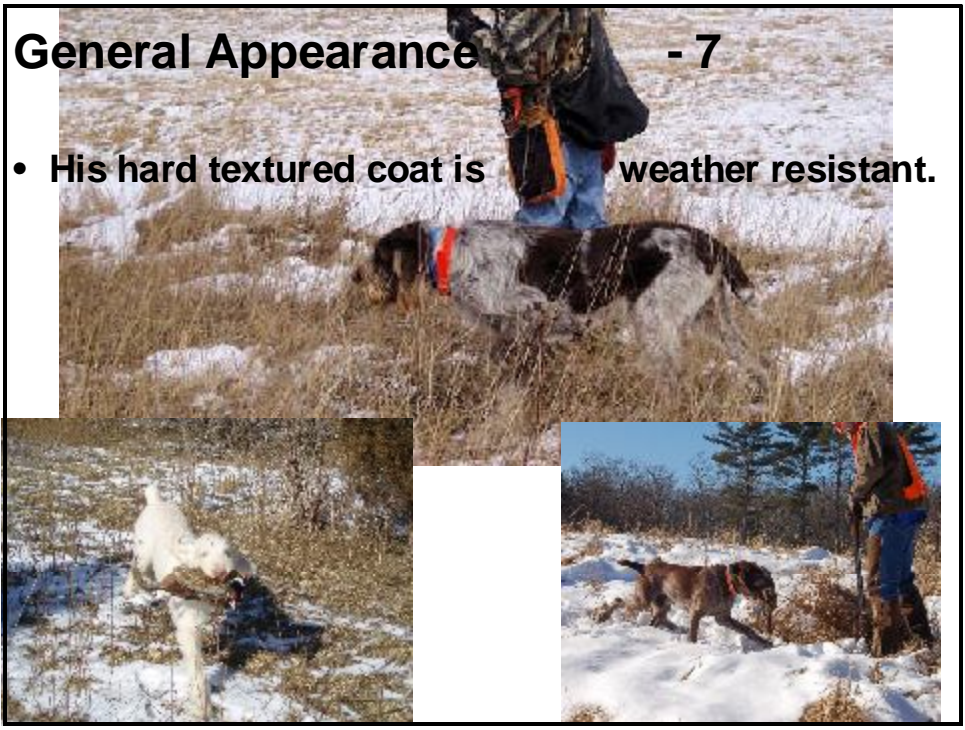 General Appearance - 7
• His hard textured coat is weather resistant.